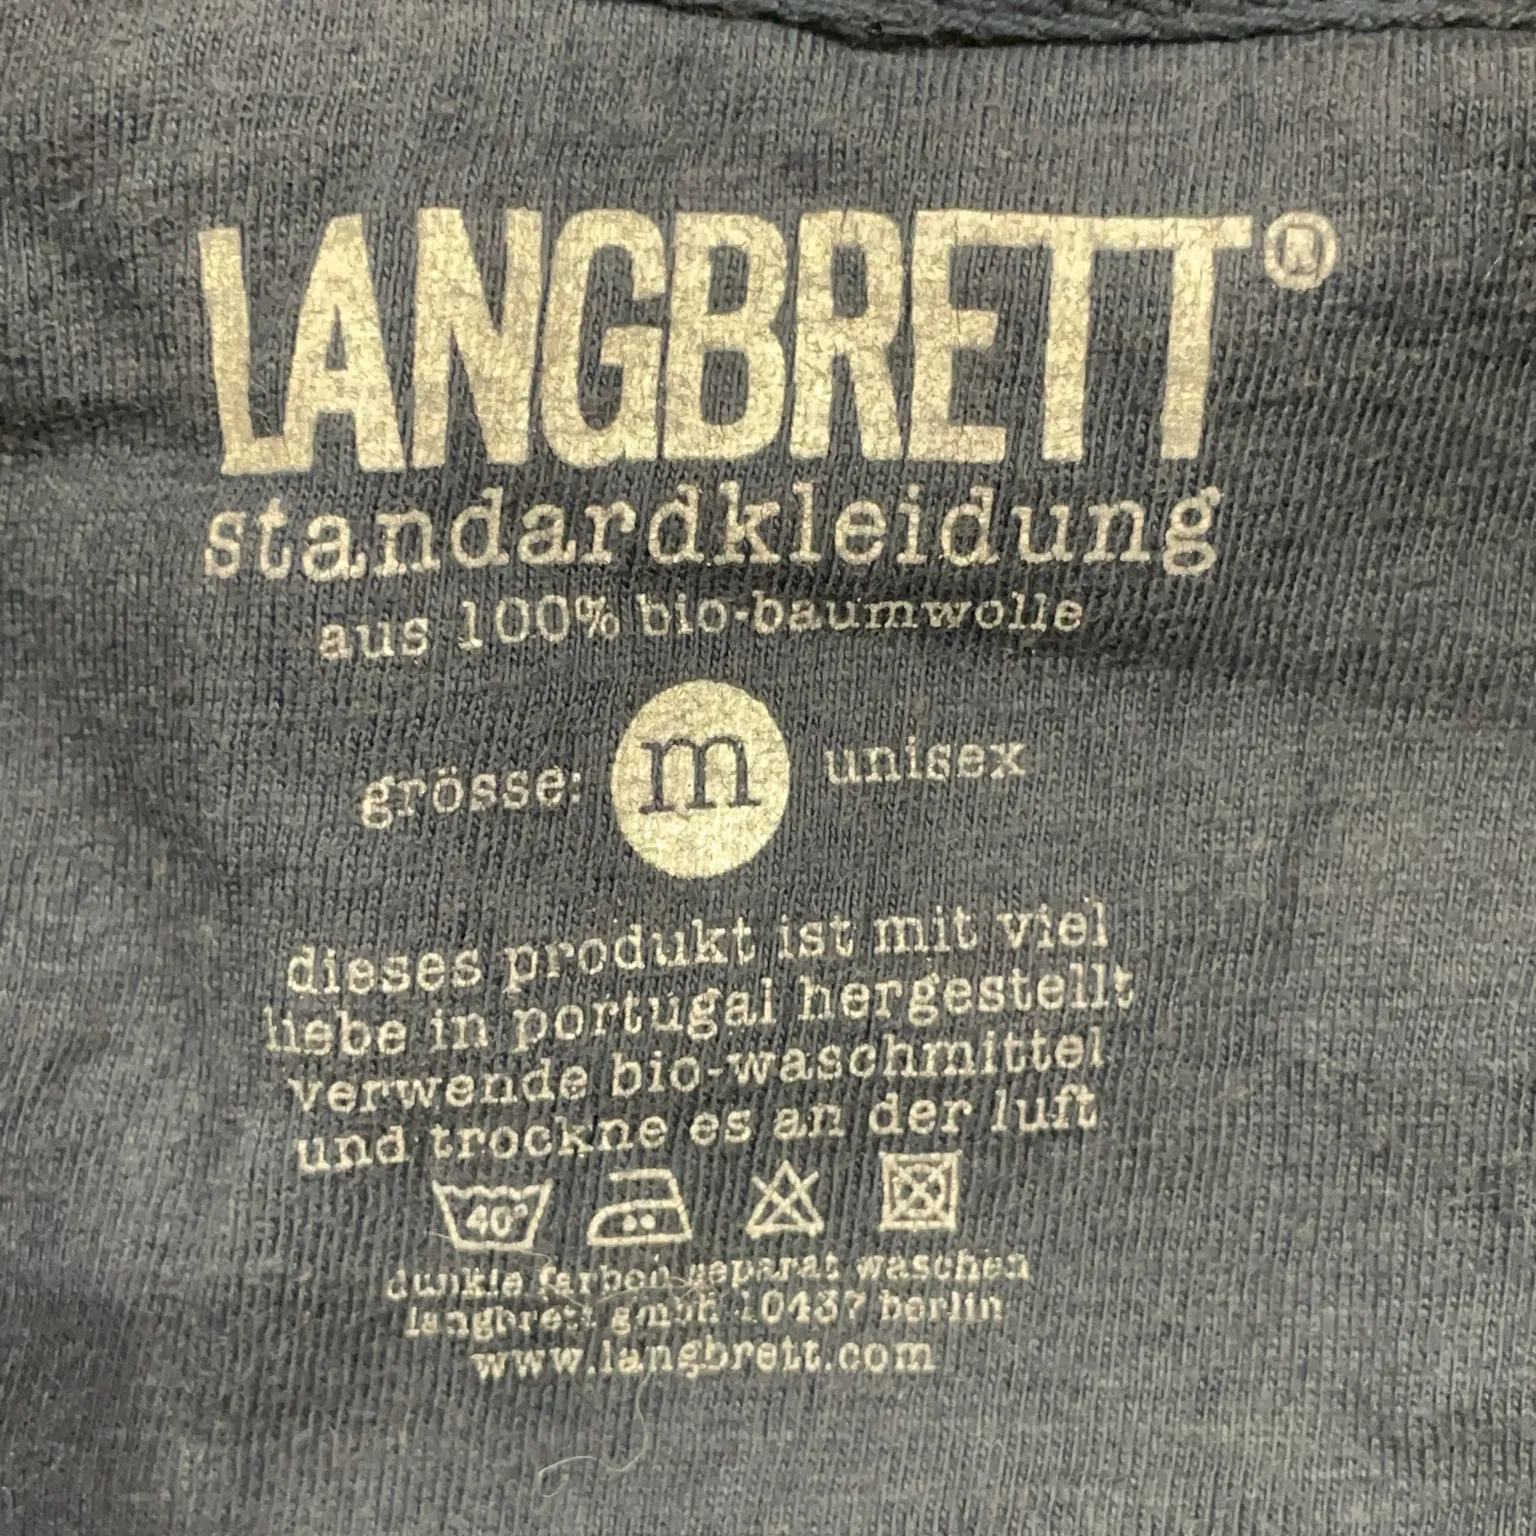 LANGBRETT®
standardkleidung
aus 100% bio-baumwolle
grösse: m unisex
dieses produkt ist mit viel
liebe in portugal hergestellt
verwende bio-waschmittel
und trockne es an der luft
40°
dunkle farben separat waschen
langbrett gmbh 10437 berlin
www.langbrett.com